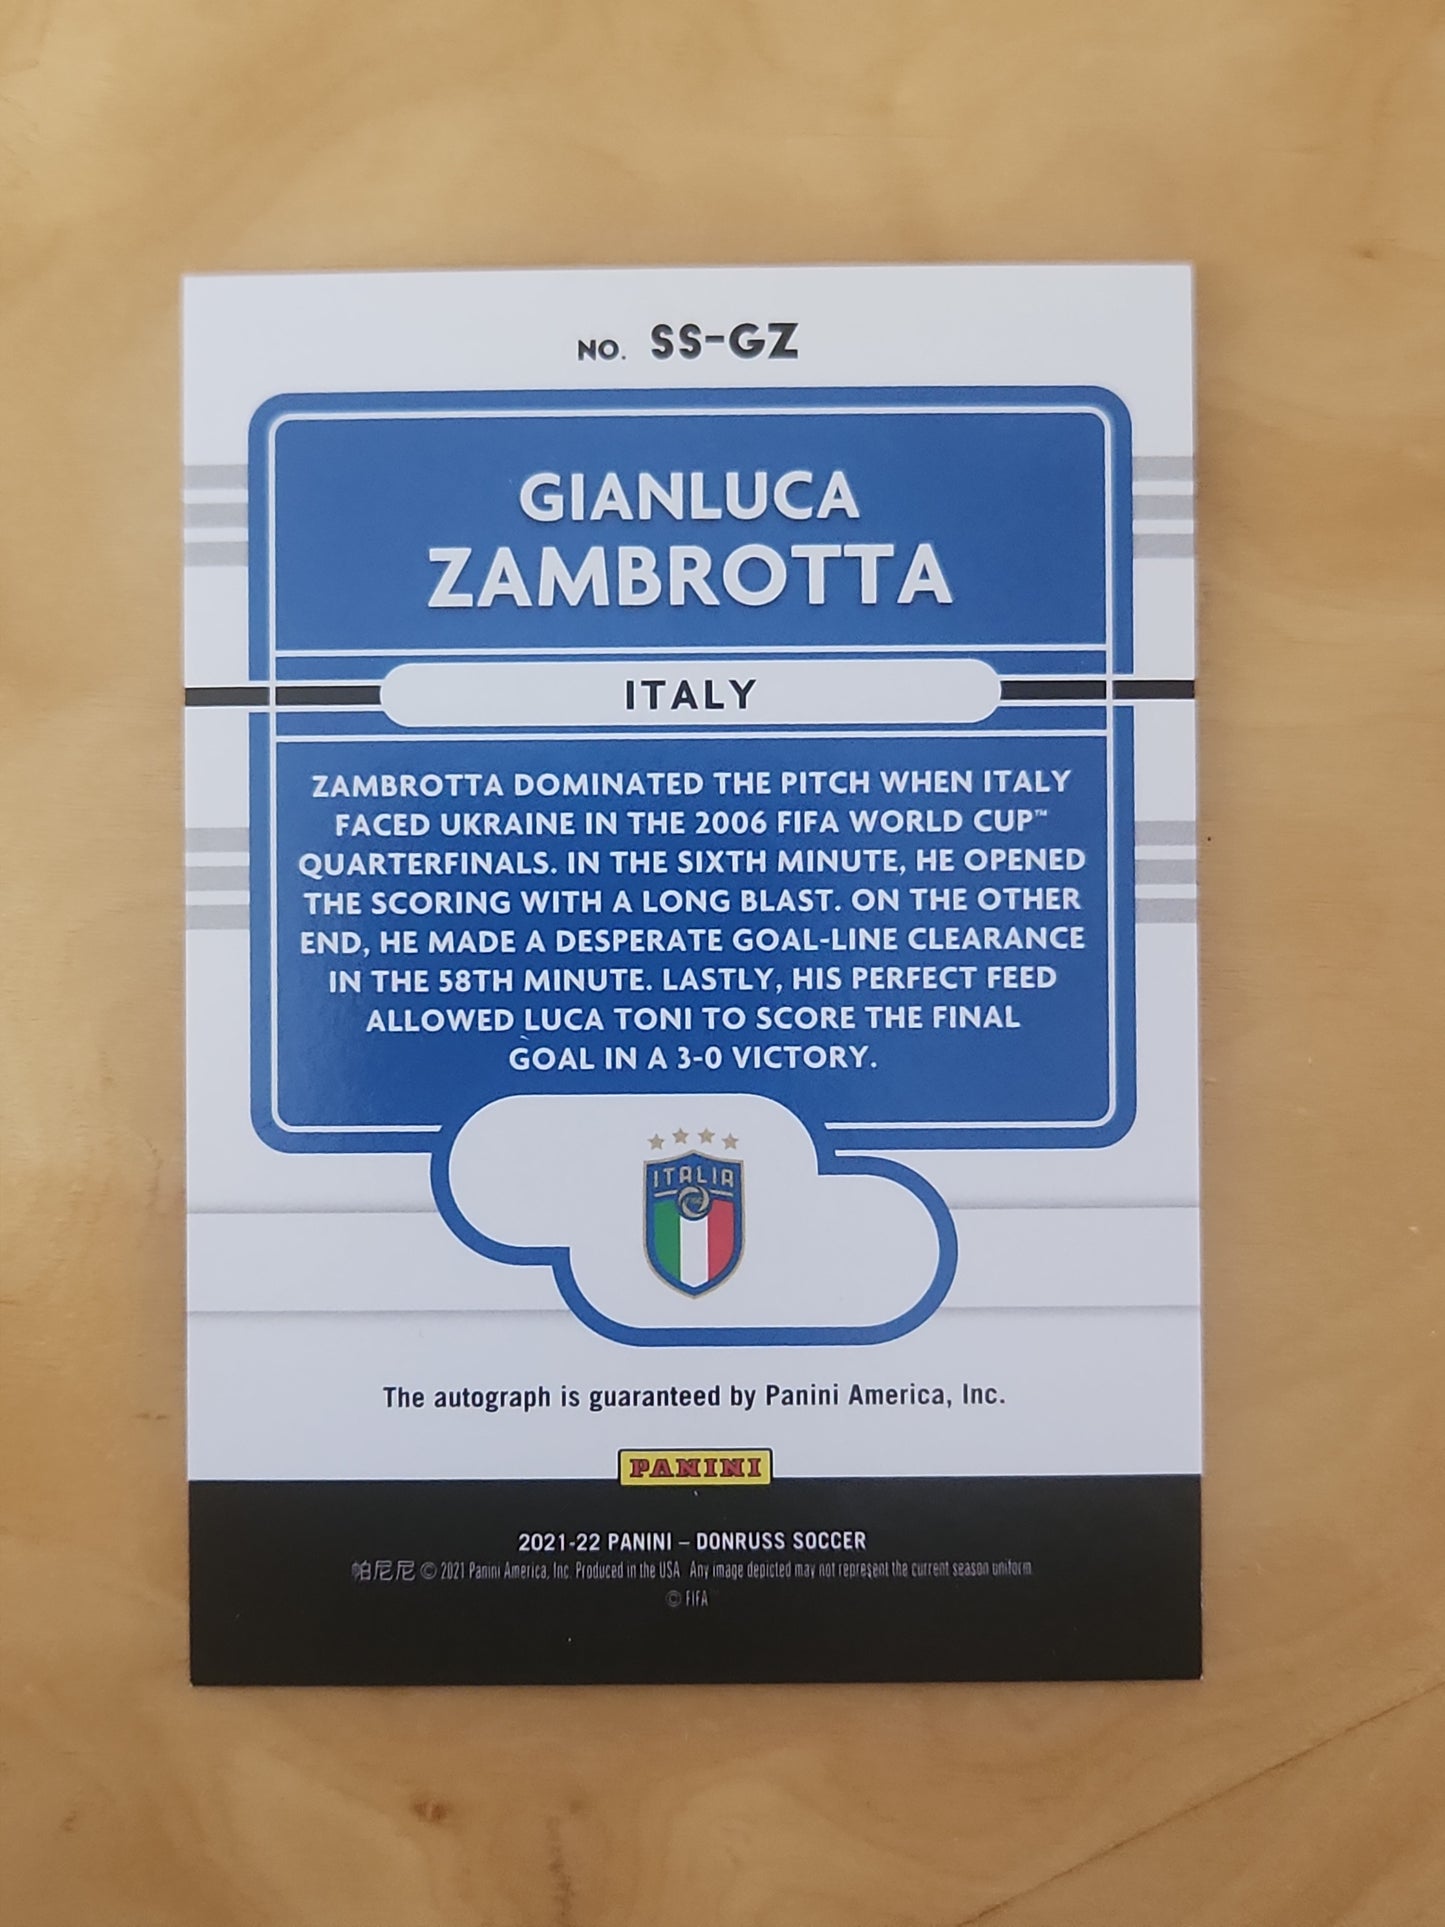 NO. SS-GZ
GIANLUCA
ZAMBROTTA
ITALY
ZAMBROTTA DOMINATED THE PITCH WHEN ITALY
FACED UKRAINE IN THE 2006 FIFA WORLD CUP™
QUARTERFINALS. IN THE SIXTH MINUTE, HE OPENED
THE SCORING WITH A LONG BLAST. ON THE OTHER
END, HE MADE A DESPERATE GOAL-LINE CLEARANCE
IN THE 58TH MINUTE. LASTLY, HIS PERFECT FEED
ALLOWED LUCA TONI TO SCORE THE FINAL
GOAL IN A 3-0 VICTORY.
ITALIA
The autograph is guaranteed by Panini America, Inc.
PANINI
2021-22 PANINI – DONRUSS SOCCER
帕尼尼 © 2021 Panini America, Inc. Produced in the USA. Any image depicted may not represent the current season uniform.
© FIFA